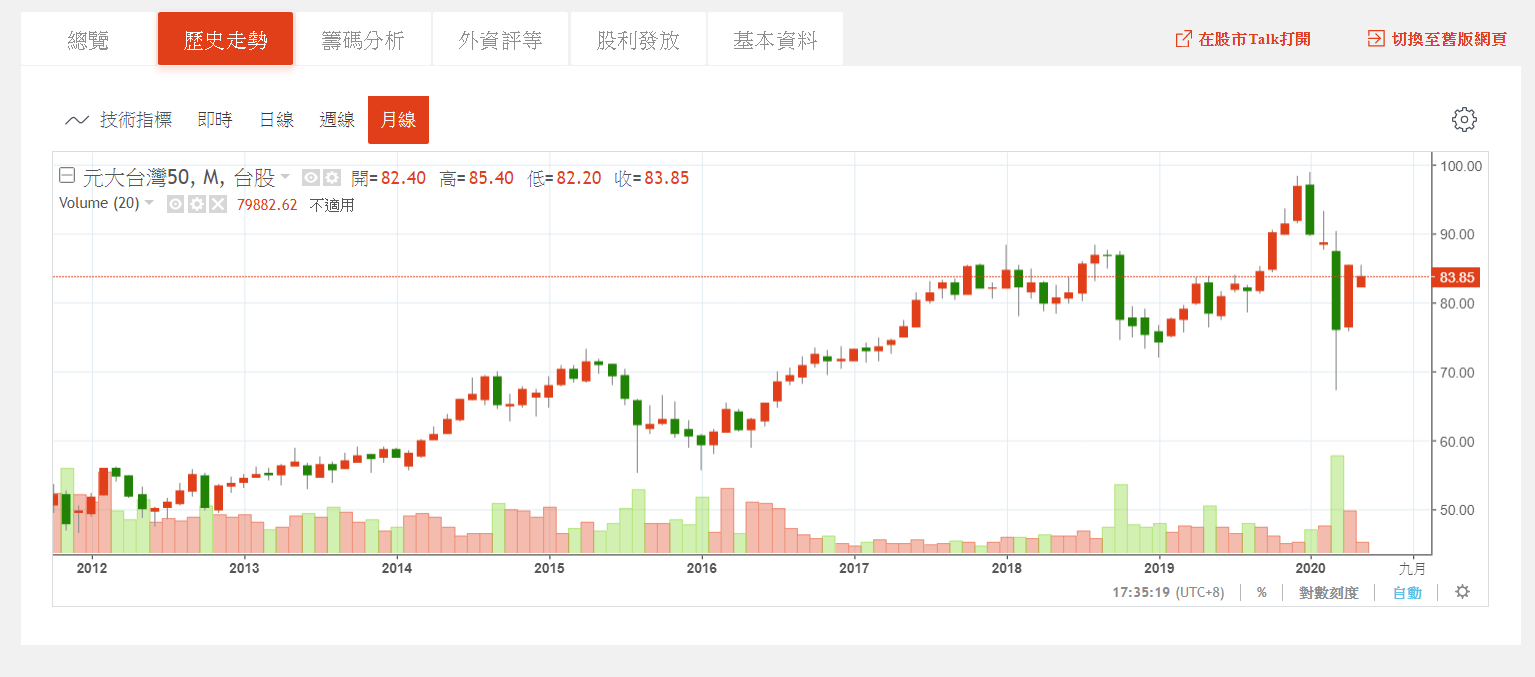 總覽 歷史走勢 籌碼分析 外資評等 股利發放 基本資料 在股市Talk打開 切換至舊版網頁
技術指標 即時 日線 週線 月線
元大台灣50, M, 台股 開=82.40 高=85.40 低=82.20 收=83.85
Volume (20) 79882.62 不適用
100.00
90.00
83.85
80.00
70.00
60.00
50.00
2012 2013 2014 2015 2016 2017 2018 2019 2020 九月
17:35:19 (UTC+8) % 對數刻度 自動